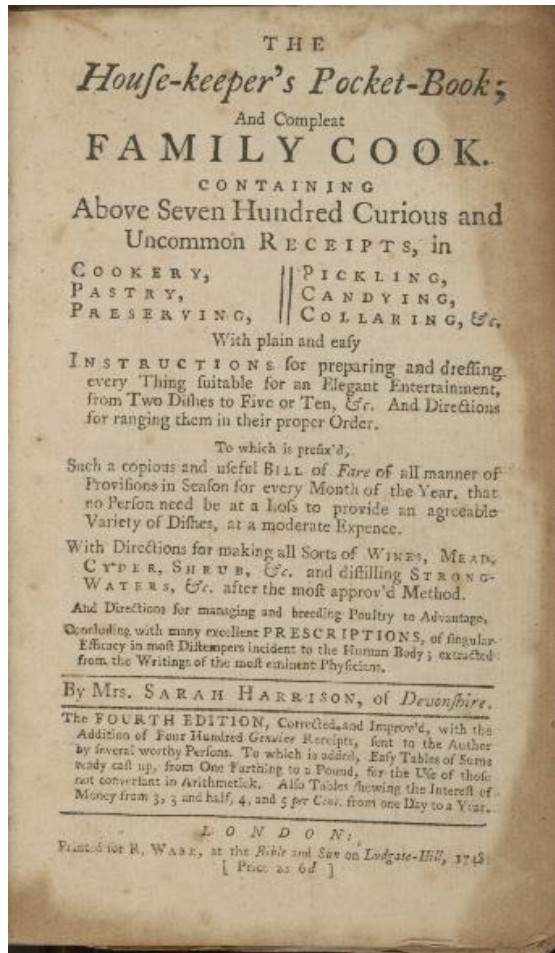 THE
Houſe-keeper's Pocket-Book;
And Compleat
FAMILY COOK.
CONTAINING
Above Seven Hundred Curious and
Uncommon RECEIPTS, in
COOKERY,
PASTRY,
PRESERVING,
PICKLING,
CANDYING,
COLLARING, &c.
With plain and eaſy
INSTRUCTIONS for preparing and dreſſing
every Thing ſuitable for an Elegant Entertainment,
from Two Diſhes to Five or Ten, &c. And Directions
for ranging them in their proper Order.
To which is prefix'd,
Such a copious and uſeful BILL of Fare of all manner of
Proviſions in Seaſon for every Month of the Year, that
no Perſon need be at a Loſs to provide an agreeable
Variety of Diſhes, at a moderate Expence.
With Directions for making all Sorts of WINES, MEAD,
CYDER, SHRUB, &c. and diſtilling STRONG-
WATERS, &c. after the moſt approv'd Method.
And Directions for managing and breeding Poultry to Advantage,
Concluding with many excellent PRESCRIPTIONS, of ſingular
Efficacy in moſt Diſtempers incident to the Human Body; extracted
from the Writings of the moſt eminent Phyſicians.
By Mrs. SARAH HARRISON, of Devonſhire.
The FOURTH EDITION, Corrected and Improv'd, with the
Addition of Four Hundred Genuine Receipts, ſent to the Author
by ſeveral worthy Perſons. To which is added, Eaſy Tables of Sums
ready caſt up, from One Farthing to a Pound, for the Uſe of thoſe
not converſant in Arithmetick. Alſo Tables ſhewing the Intereſt of
Money from 3, 3 and half, 4, and 5 per Cent. from one Day to a Year.
LONDON:
Printed for R. WARE, at the Bible and Sun on Ludgate-Hill, 1748.
[ Price 2s 6d ]